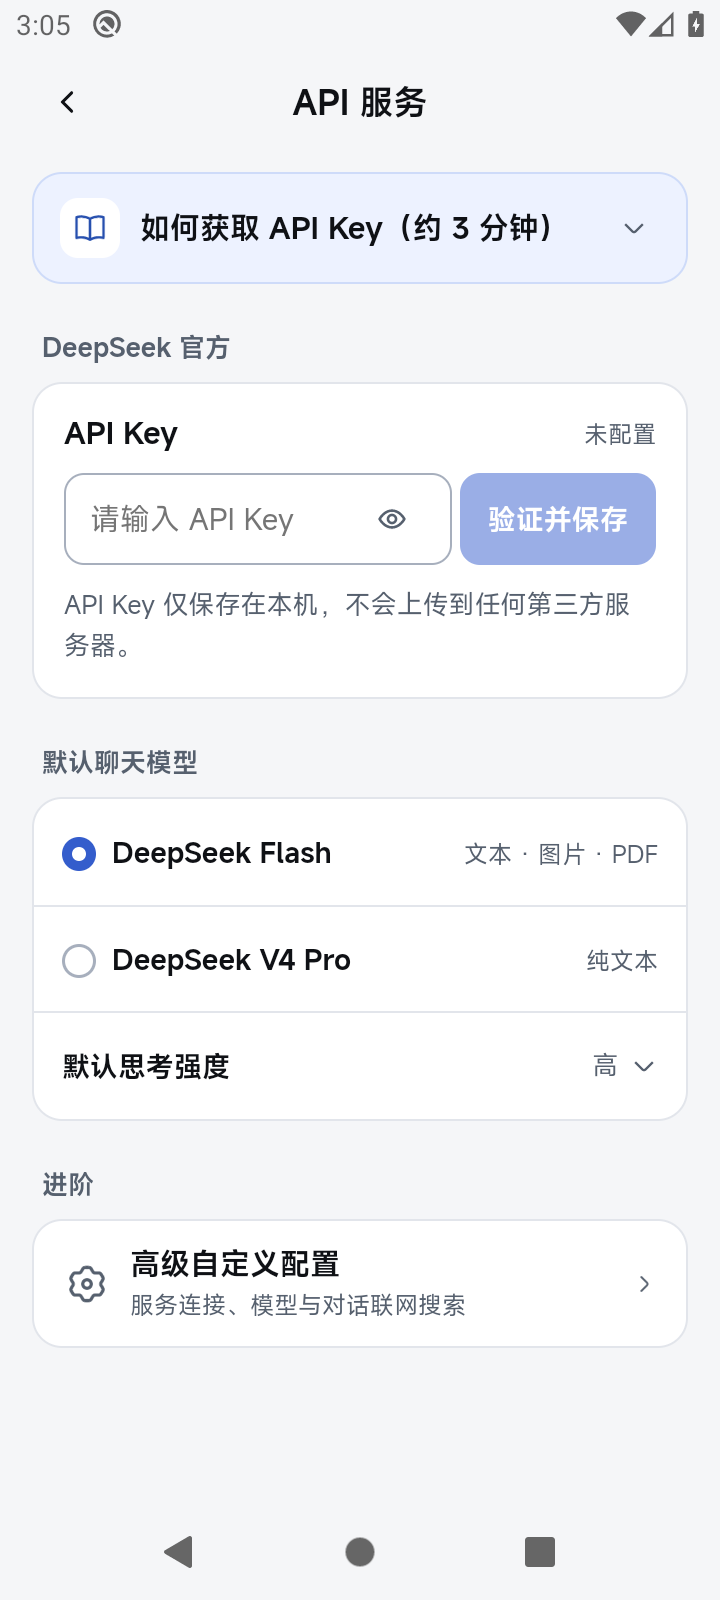 3:05
API 服务
如何获取 API Key（约 3 分钟）
DeepSeek 官方
API Key
未配置
请输入 API Key
验证并保存
API Key 仅保存在本机，不会上传到任何第三方服
务器。
默认聊天模型
DeepSeek Flash
文本 · 图片 · PDF
DeepSeek V4 Pro
纯文本
默认思考强度
高
进阶
高级自定义配置
服务连接、模型与对话联网搜索